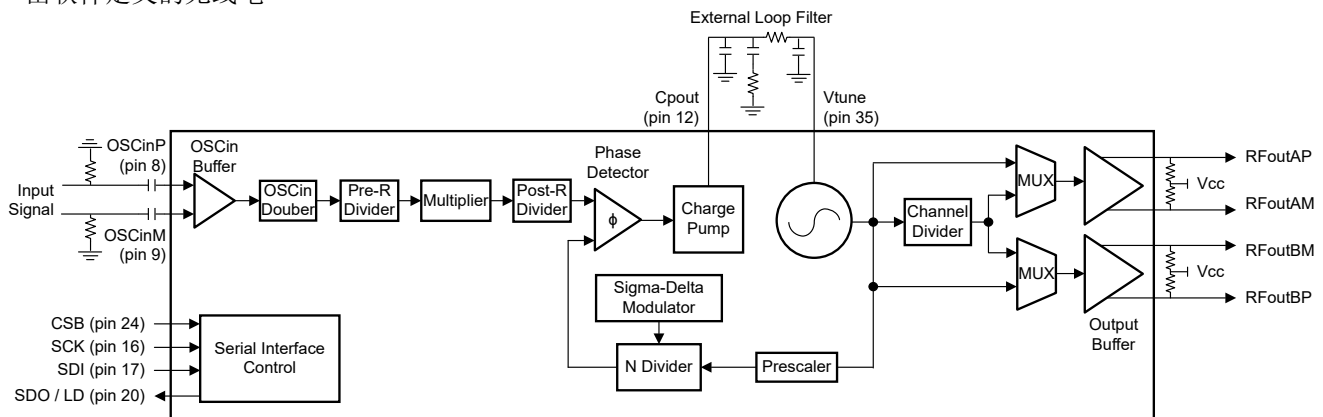 External Loop Filter
Cpout
(pin 12)
Vtune
(pin 35)
OSCinP
(pin 8)
OSCin
Buffer
Input
Signal
OSCinM
(pin 9)
OSCin
Douber
Pre-R
Divider
Multiplier
Post-R
Divider
Phase
Detector
ϕ
Charge
Pump
Channel
Divider
MUX
MUX
RFoutAP
Vcc
RFoutAM
RFoutBM
Vcc
RFoutBP
Output
Buffer
Sigma-Delta
Modulator
N Divider
Prescaler
CSB (pin 24)
SCK (pin 16)
SDI (pin 17)
SDO / LD (pin 20)
Serial Interface
Control